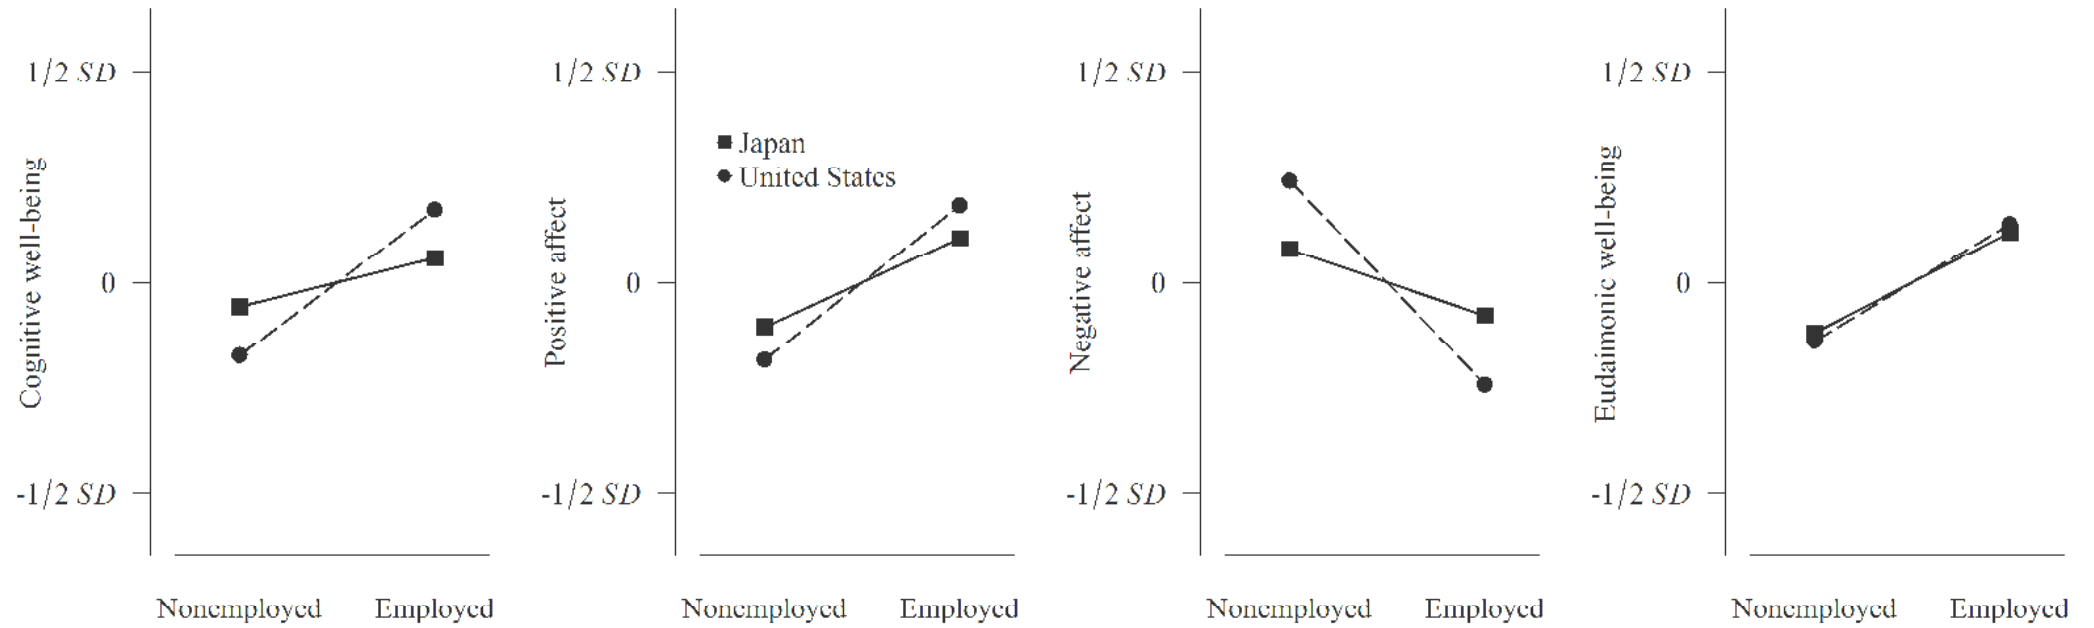 Cognitive well-being
1/2 SD
0
-1/2 SD
Nonemployed Employed
Positive affect
1/2 SD
0
-1/2 SD
Japan
United States
Nonemployed Employed
Negative affect
1/2 SD
0
-1/2 SD
Nonemployed Employed
Eudaimonic well-being
1/2 SD
0
-1/2 SD
Nonemployed Employed